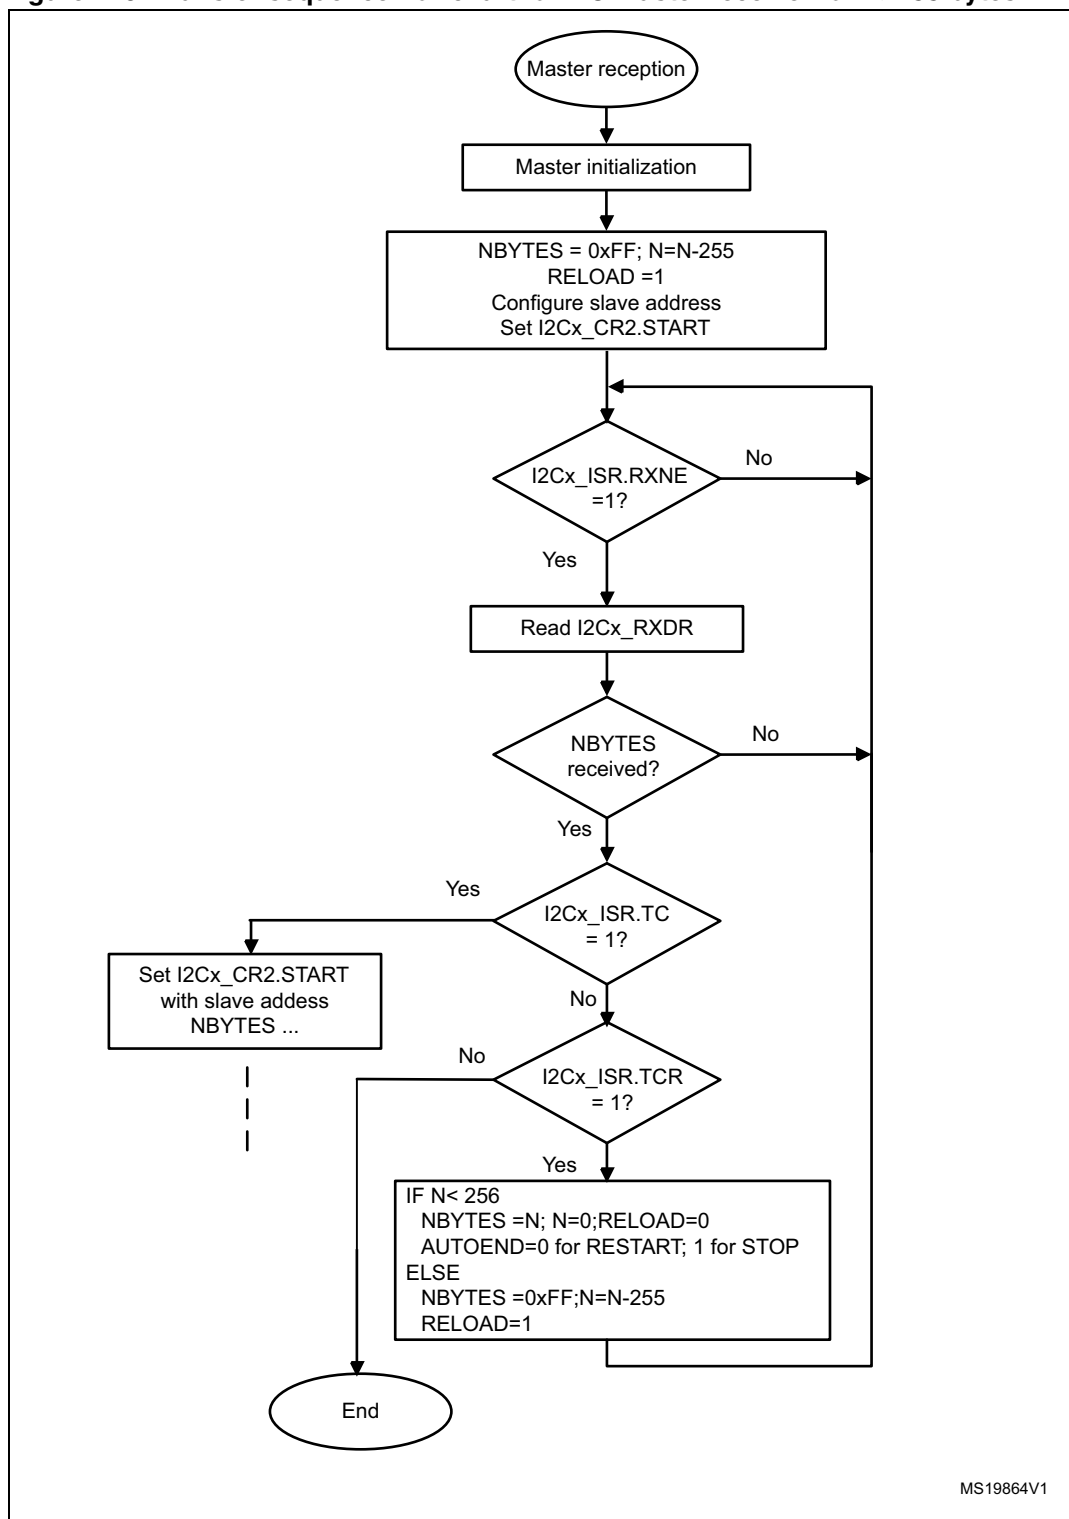 Master reception
Master initialization
NBYTES = 0xFF; N=N-255
RELOAD =1
Configure slave address
Set I2Cx_CR2.START
I2Cx_ISR.RXNE
=1?
No
Yes
Read I2Cx_RXDR
NBYTES
received?
No
Yes
I2Cx_ISR.TC
= 1?
Yes
Set I2Cx_CR2.START
with slave addess
NBYTES ...
No
I2Cx_ISR.TCR
= 1?
No
Yes
IF N< 256
NBYTES =N; N=0;RELOAD=0
AUTOEND=0 for RESTART; 1 for STOP
ELSE
NBYTES =0xFF;N=N-255
RELOAD=1
End
MS19864V1